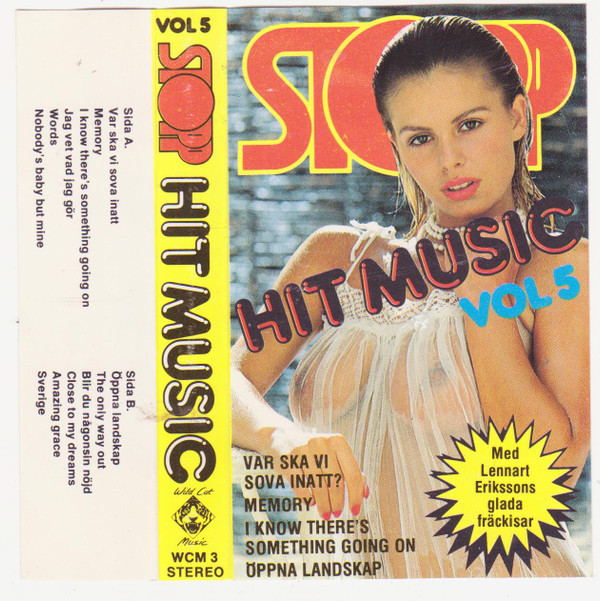 Sida A.
Var ska vi sova inatt
Memory
I know there's something going on
Jag vet vad jag gör
Words
Nobody's baby but mine
Sida B.
Öppna landskap
The only way out
Blir du någonsin nöjd
Close to my dreams
Amazing grace
Sverige
VOL 5
STOPP
HIT MUSIC
Wild Cat
Music
WCM 3
STEREO
STOPP
HIT MUSIC
VOL 5
VAR SKA VI
SOVA INATT?
MEMORY
I KNOW THERE'S
SOMETHING GOING ON
ÖPPNA LANDSKAP
Med
Lennart
Erikssons
glada
fräckisar